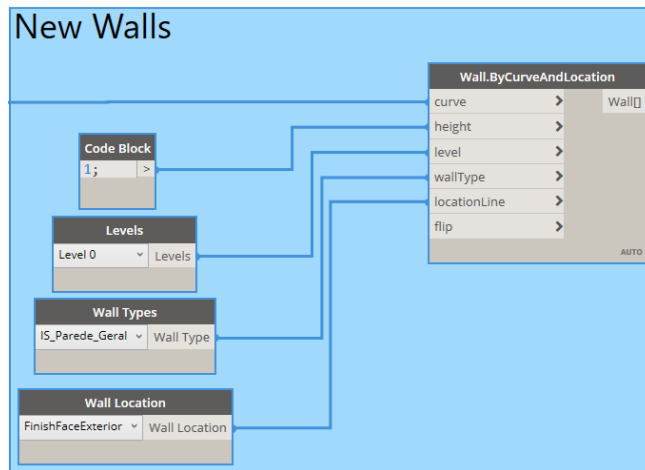 New Walls
Wall.ByCurveAndLocation
curve > Wall[]
height >
level >
wallType >
locationLine >
flip >
AUTO
Code Block
1; >
Levels
Level 0 Levels
Wall Types
IS_Parede_Geral Wall Type
Wall Location
FinishFaceExterior Wall Location